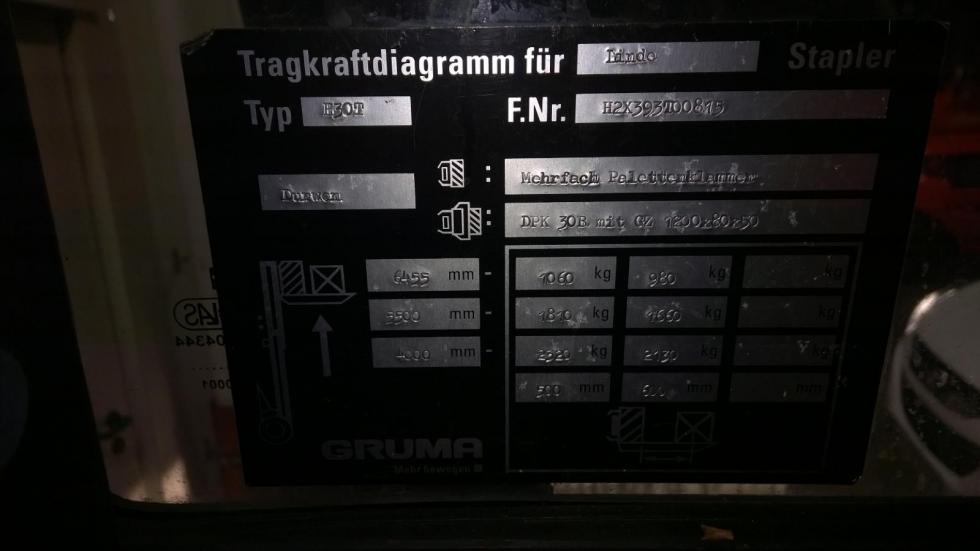 Tragkraftdiagramm für Linde Stapler
Typ H30T F.Nr. H2X393T00815
: Mehrfach Palettenklammer
Durwen
: DPK 30B mit GZ 1200x80x50
6455 mm - 1060 kg 980 kg kg
5500 mm - 1810 kg 1660 kg kg
4000 mm - kg 2130 kg kg
500 mm 600 mm mm
GRUMA
Mehr bewegen